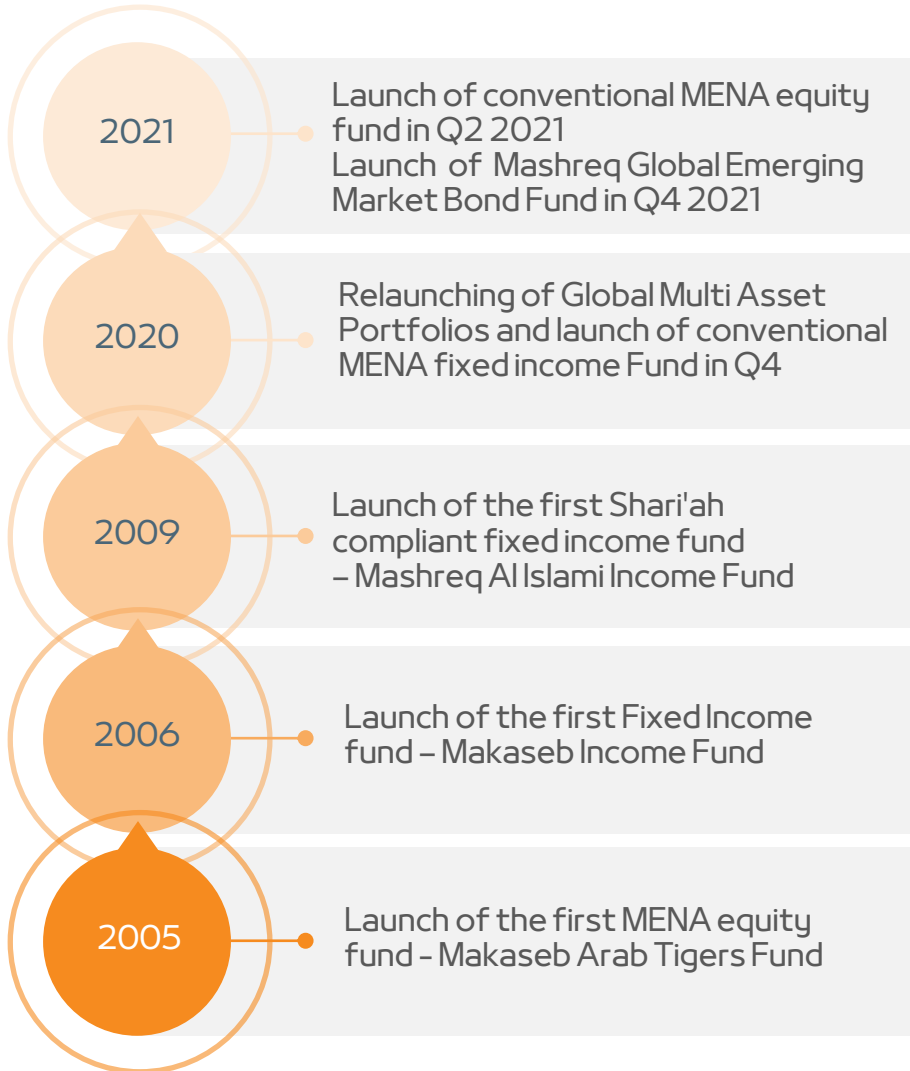 2021
Launch of conventional MENA equity
fund in Q2 2021
Launch of Mashreq Global Emerging
Market Bond Fund in Q4 2021
2020
Relaunching of Global Multi Asset
Portfolios and launch of conventional
MENA fixed income Fund in Q4
2009
Launch of the first Shari'ah
compliant fixed income fund
– Mashreq Al Islami Income Fund
2006
Launch of the first Fixed Income
fund – Makaseb Income Fund
2005
Launch of the first MENA equity
fund - Makaseb Arab Tigers Fund